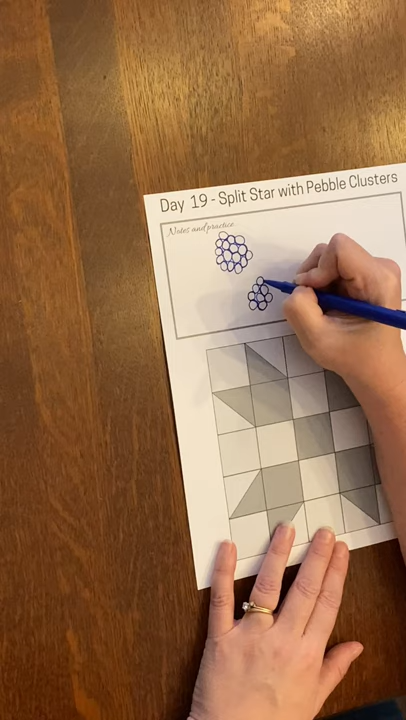 Day 19 - Split Star with Pebble Clusters
Notes and practice